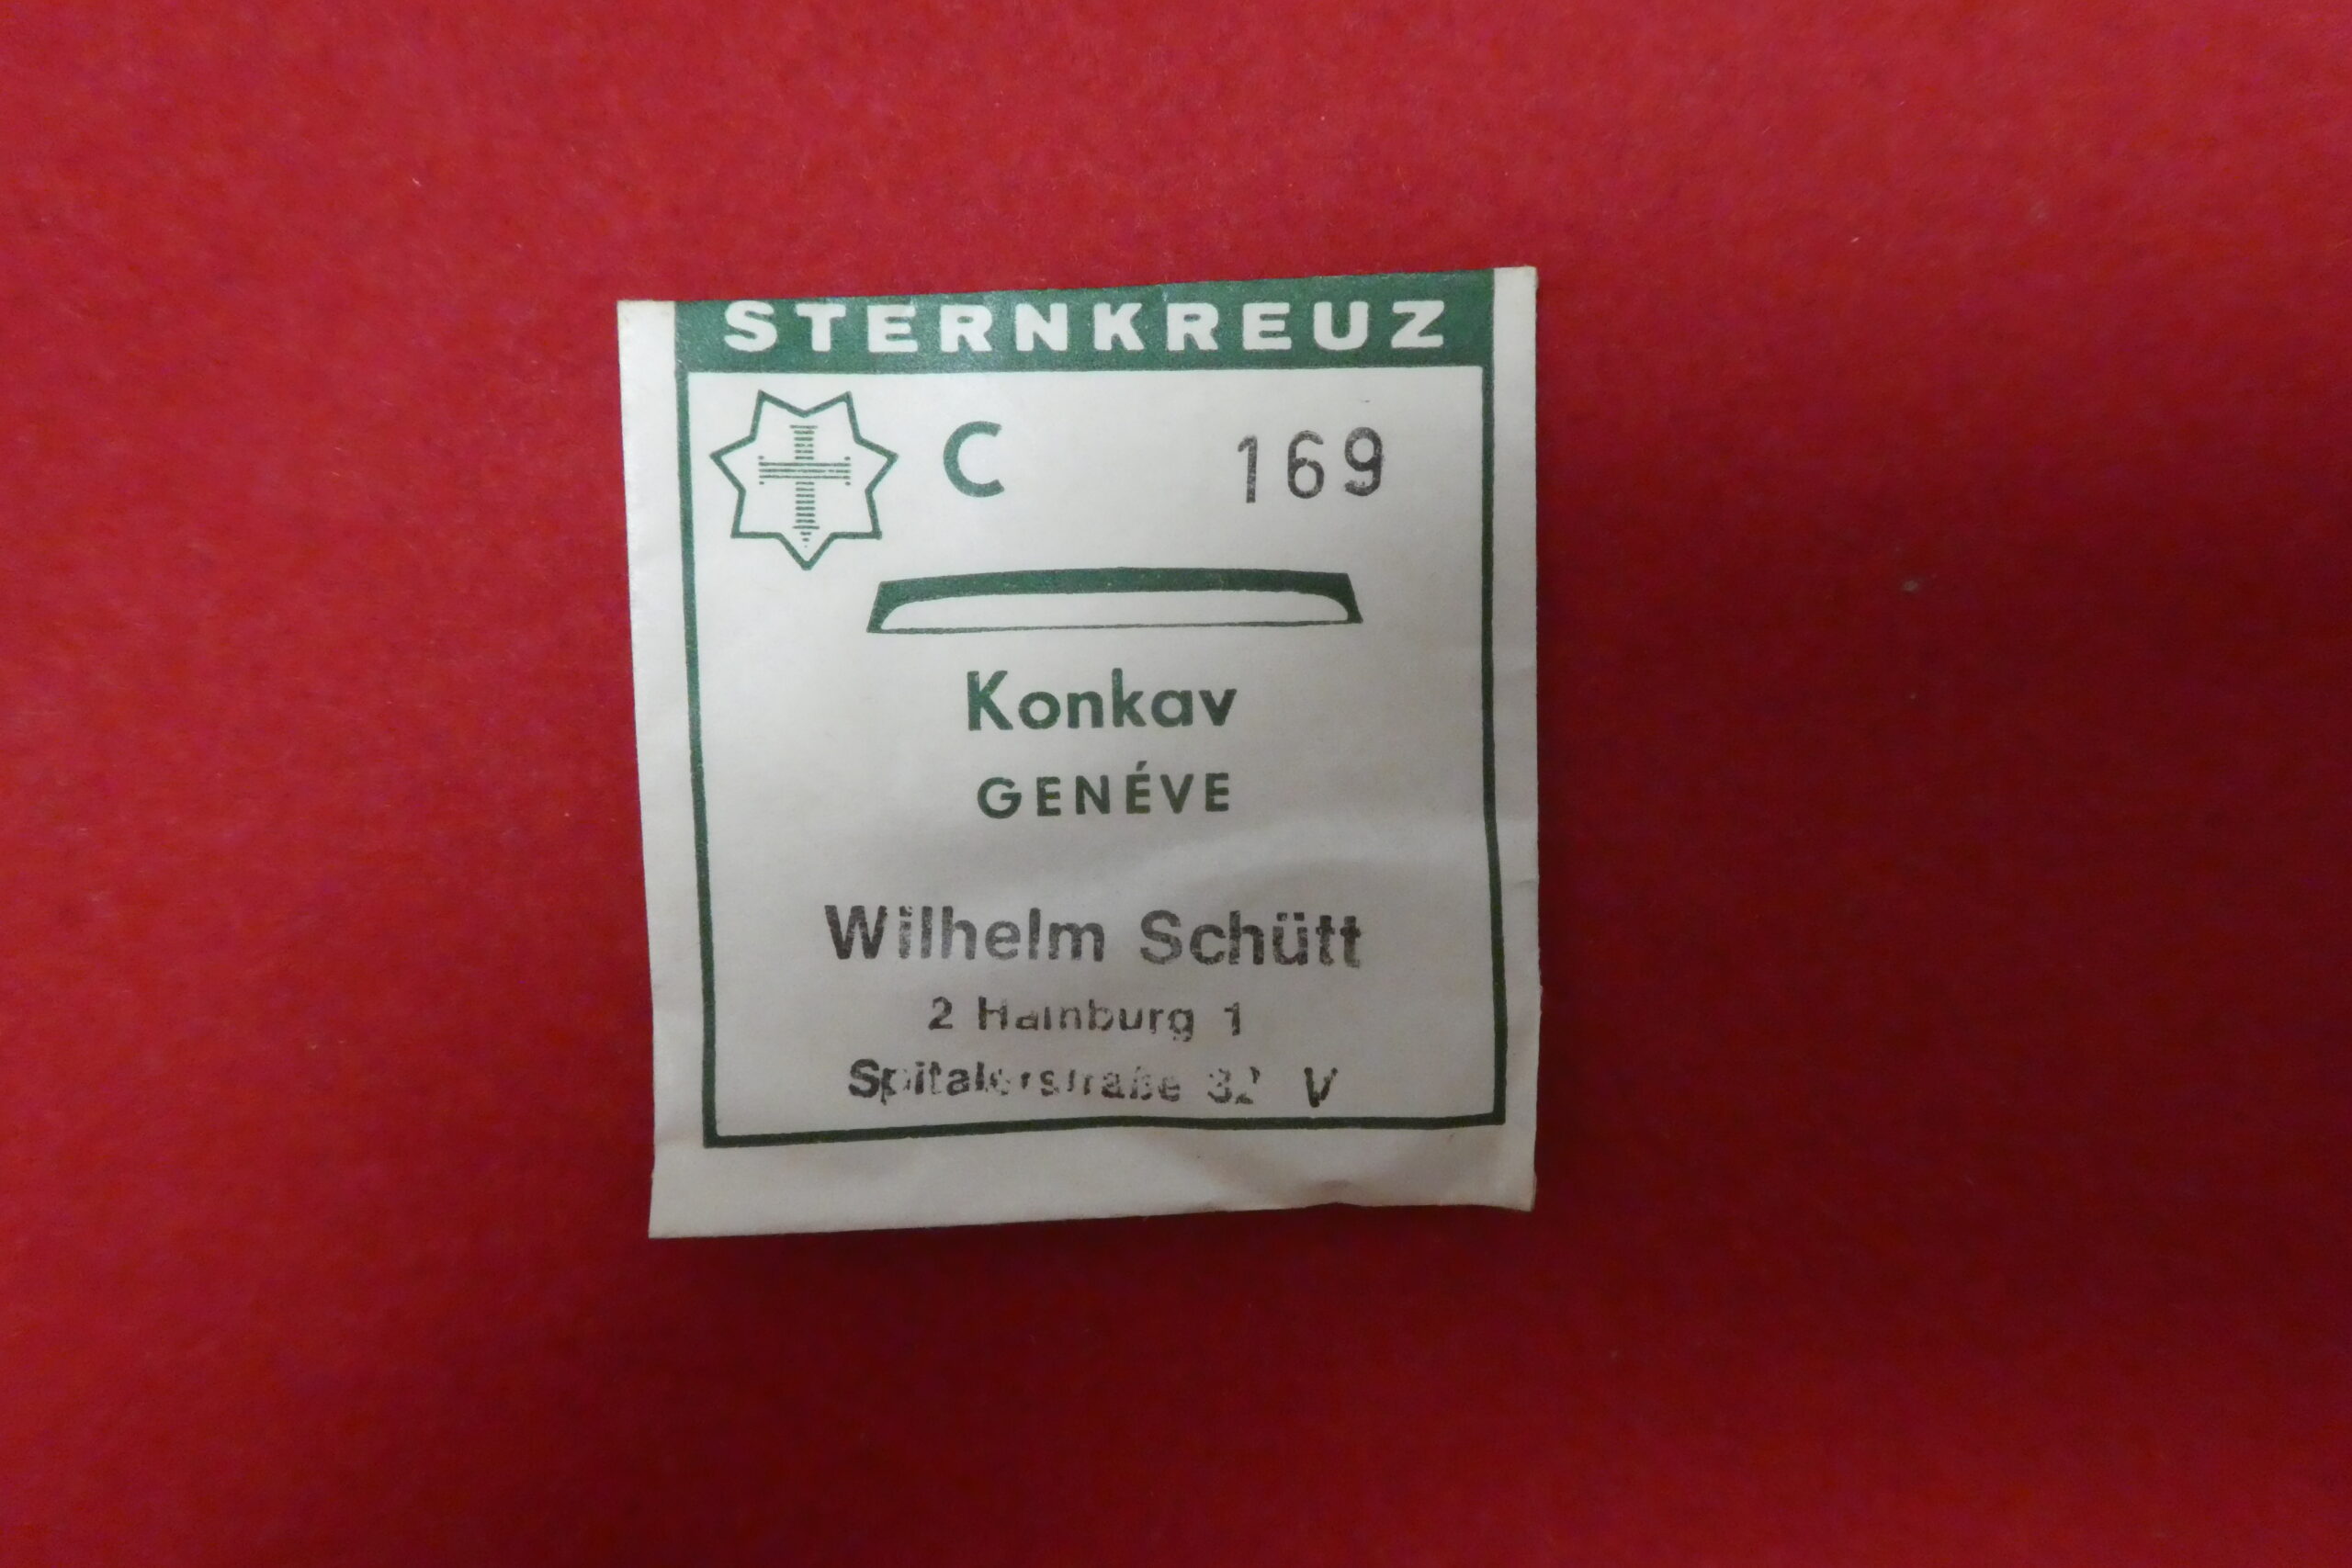 STERNKREUZ
C 169
Konkav
GENÉVE
Wilhelm Schütt
2 Hamburg 1
Spitalerstraße 32 V